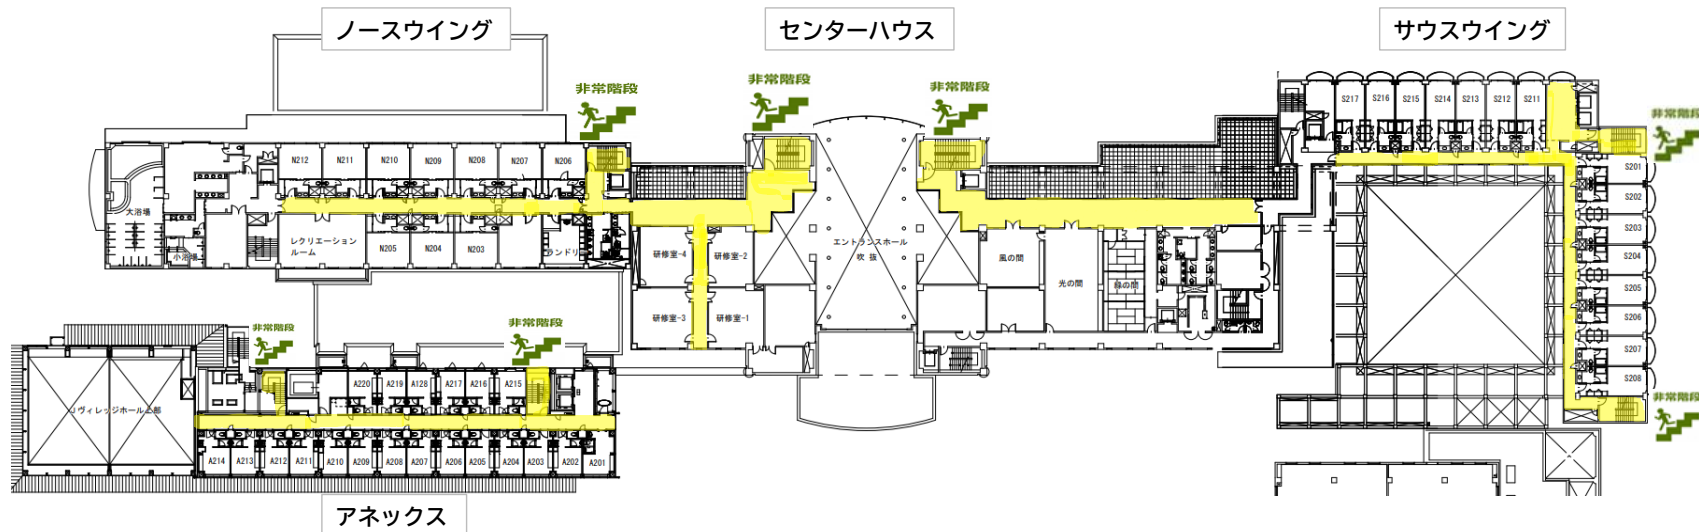 ノースウイング
センターハウス
サウスウイング
非常階段
非常階段
非常階段
非常階段
N212
N211
N210
N209
N208
N207
N206
大浴場
小浴場
レクリエーション
ルーム
N205
N204
N203
ランドリ
研修室-4
研修室-2
研修室-3
研修室-1
エントランスホール
吹 抜
風の間
光の間
緑の間
S217
S216
S215
S214
S213
S212
S211
S201
S202
S203
S204
S205
S206
S207
S208
非常階段
非常階段
非常階段
Jヴィレッジホール上部
A220
A219
A128
A217
A216
A215
A214
A213
A212
A211
A210
A209
A208
A207
A206
A205
A204
A203
A202
A201
アネックス